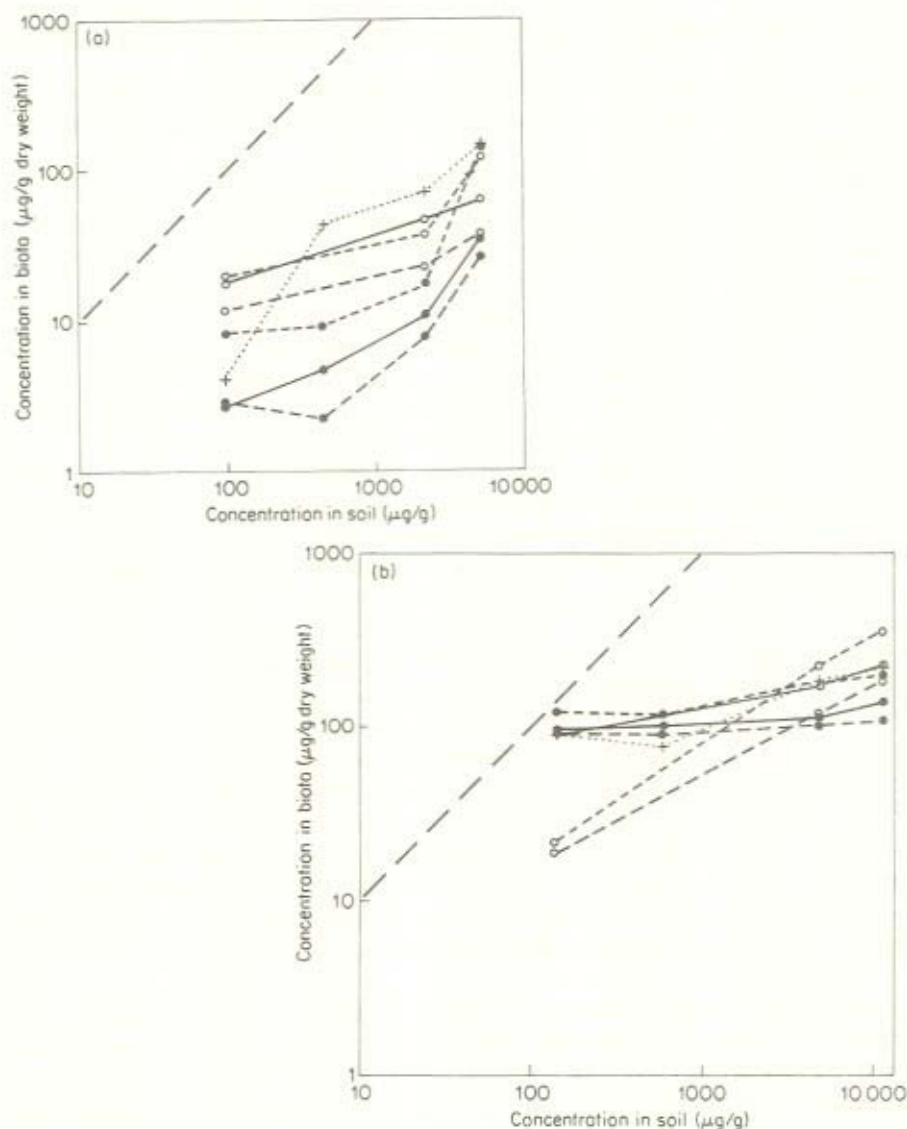 1000
(a)
100
10
1
Concentration in biota (µg/g dry weight)
10
100
1000
10000
Concentration in soil (µg/g)
1000
(b)
100
10
1
Concentration in biota (µg/g dry weight)
10
100
1000
10 000
Concentration in soil (µg/g)